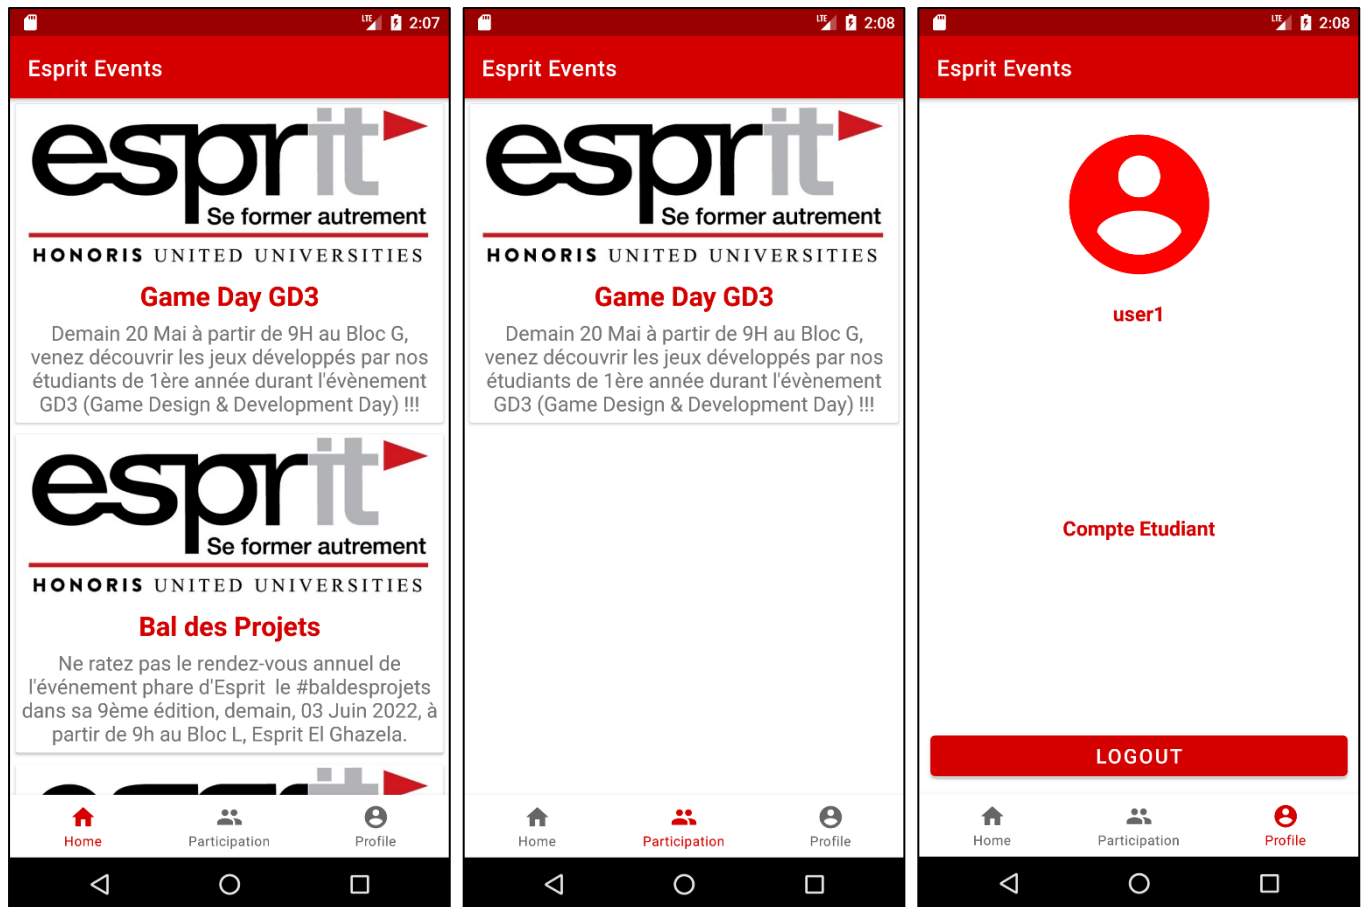 LTE 2:07
Esprit Events
esprit
Se former autrement
HONORIS UNITED UNIVERSITIES
Game Day GD3
Demain 20 Mai à partir de 9H au Bloc G,
venez découvrir les jeux développés par nos
étudiants de 1ère année durant l'évènement
GD3 (Game Design & Development Day) !!!
esprit
Se former autrement
HONORIS UNITED UNIVERSITIES
Bal des Projets
Ne ratez pas le rendez-vous annuel de
l'événement phare d'Esprit  le #baldesprojets
dans sa 9ème édition, demain, 03 Juin 2022, à
partir de 9h au Bloc L, Esprit El Ghazela.
Home Participation Profile
LTE 2:08
Esprit Events
esprit
Se former autrement
HONORIS UNITED UNIVERSITIES
Game Day GD3
Demain 20 Mai à partir de 9H au Bloc G,
venez découvrir les jeux développés par nos
étudiants de 1ère année durant l'évènement
GD3 (Game Design & Development Day) !!!
Home Participation Profile
LTE 2:08
Esprit Events
user1
Compte Etudiant
LOGOUT
Home Participation Profile